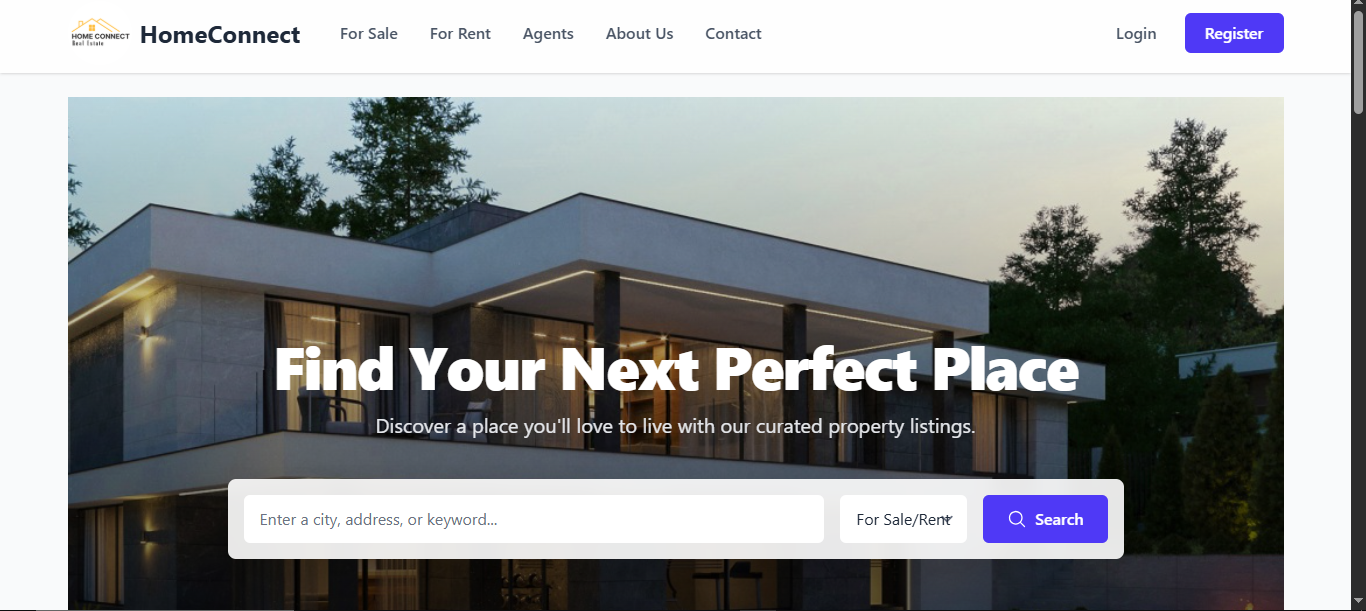 HOME CONNECT
Real Estate
HomeConnect
For Sale
For Rent
Agents
About Us
Contact
Login
Register
Find Your Next Perfect Place
Discover a place you'll love to live with our curated property listings.
Enter a city, address, or keyword...
For Sale/Rent
Search